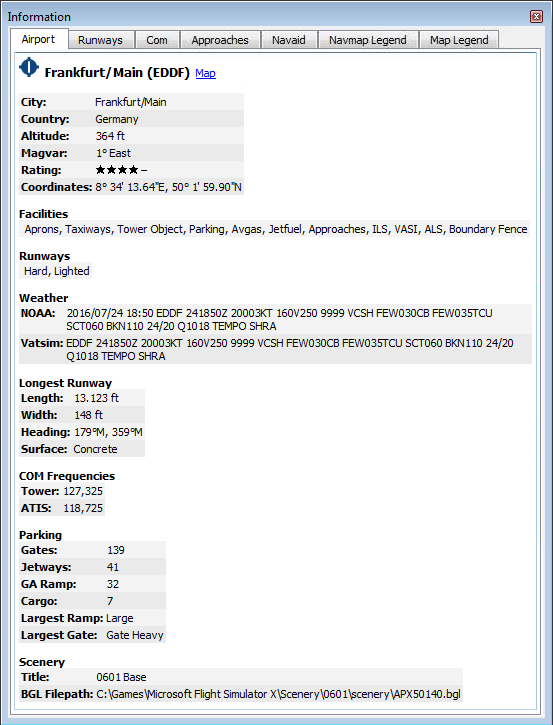 Information
Airport Runways Com Approaches Navaid Navmap Legend Map Legend
Frankfurt/Main (EDDF) Map
City: Frankfurt/Main
Country: Germany
Altitude: 364 ft
Magvar: 1° East
Rating: ★★★★–
Coordinates: 8° 34' 13.64"E, 50° 1' 59.90"N
Facilities
Aprons, Taxiways, Tower Object, Parking, Avgas, Jetfuel, Approaches, ILS, VASI, ALS, Boundary Fence
Runways
Hard, Lighted
Weather
NOAA: 2016/07/24 18:50 EDDF 241850Z 20003KT 160V250 9999 VCSH FEW030CB FEW035TCU
SCT060 BKN110 24/20 Q1018 TEMPO SHRA
Vatsim: EDDF 241850Z 20003KT 160V250 9999 VCSH FEW030CB FEW035TCU SCT060 BKN110 24/20
Q1018 TEMPO SHRA
Longest Runway
Length: 13.123 ft
Width: 148 ft
Heading: 179°M, 359°M
Surface: Concrete
COM Frequencies
Tower: 127,325
ATIS: 118,725
Parking
Gates: 139
Jetways: 41
GA Ramp: 32
Cargo: 7
Largest Ramp: Large
Largest Gate: Gate Heavy
Scenery
Title: 0601 Base
BGL Filepath: C:\Games\Microsoft Flight Simulator X\Scenery\0601\scenery\APX50140.bgl